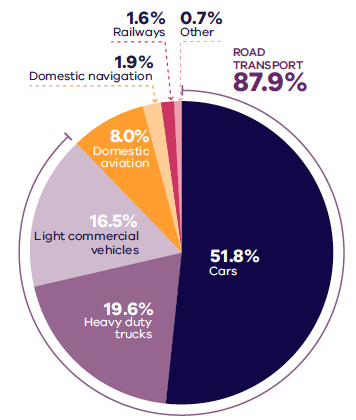 1.6%
Railways
0.7%
Other
1.9%
Domestic navigation
ROAD
TRANSPORT
87.9%
8.0%
Domestic
aviation
16.5%
Light commercial
vehicles
51.8%
Cars
19.6%
Heavy duty
trucks